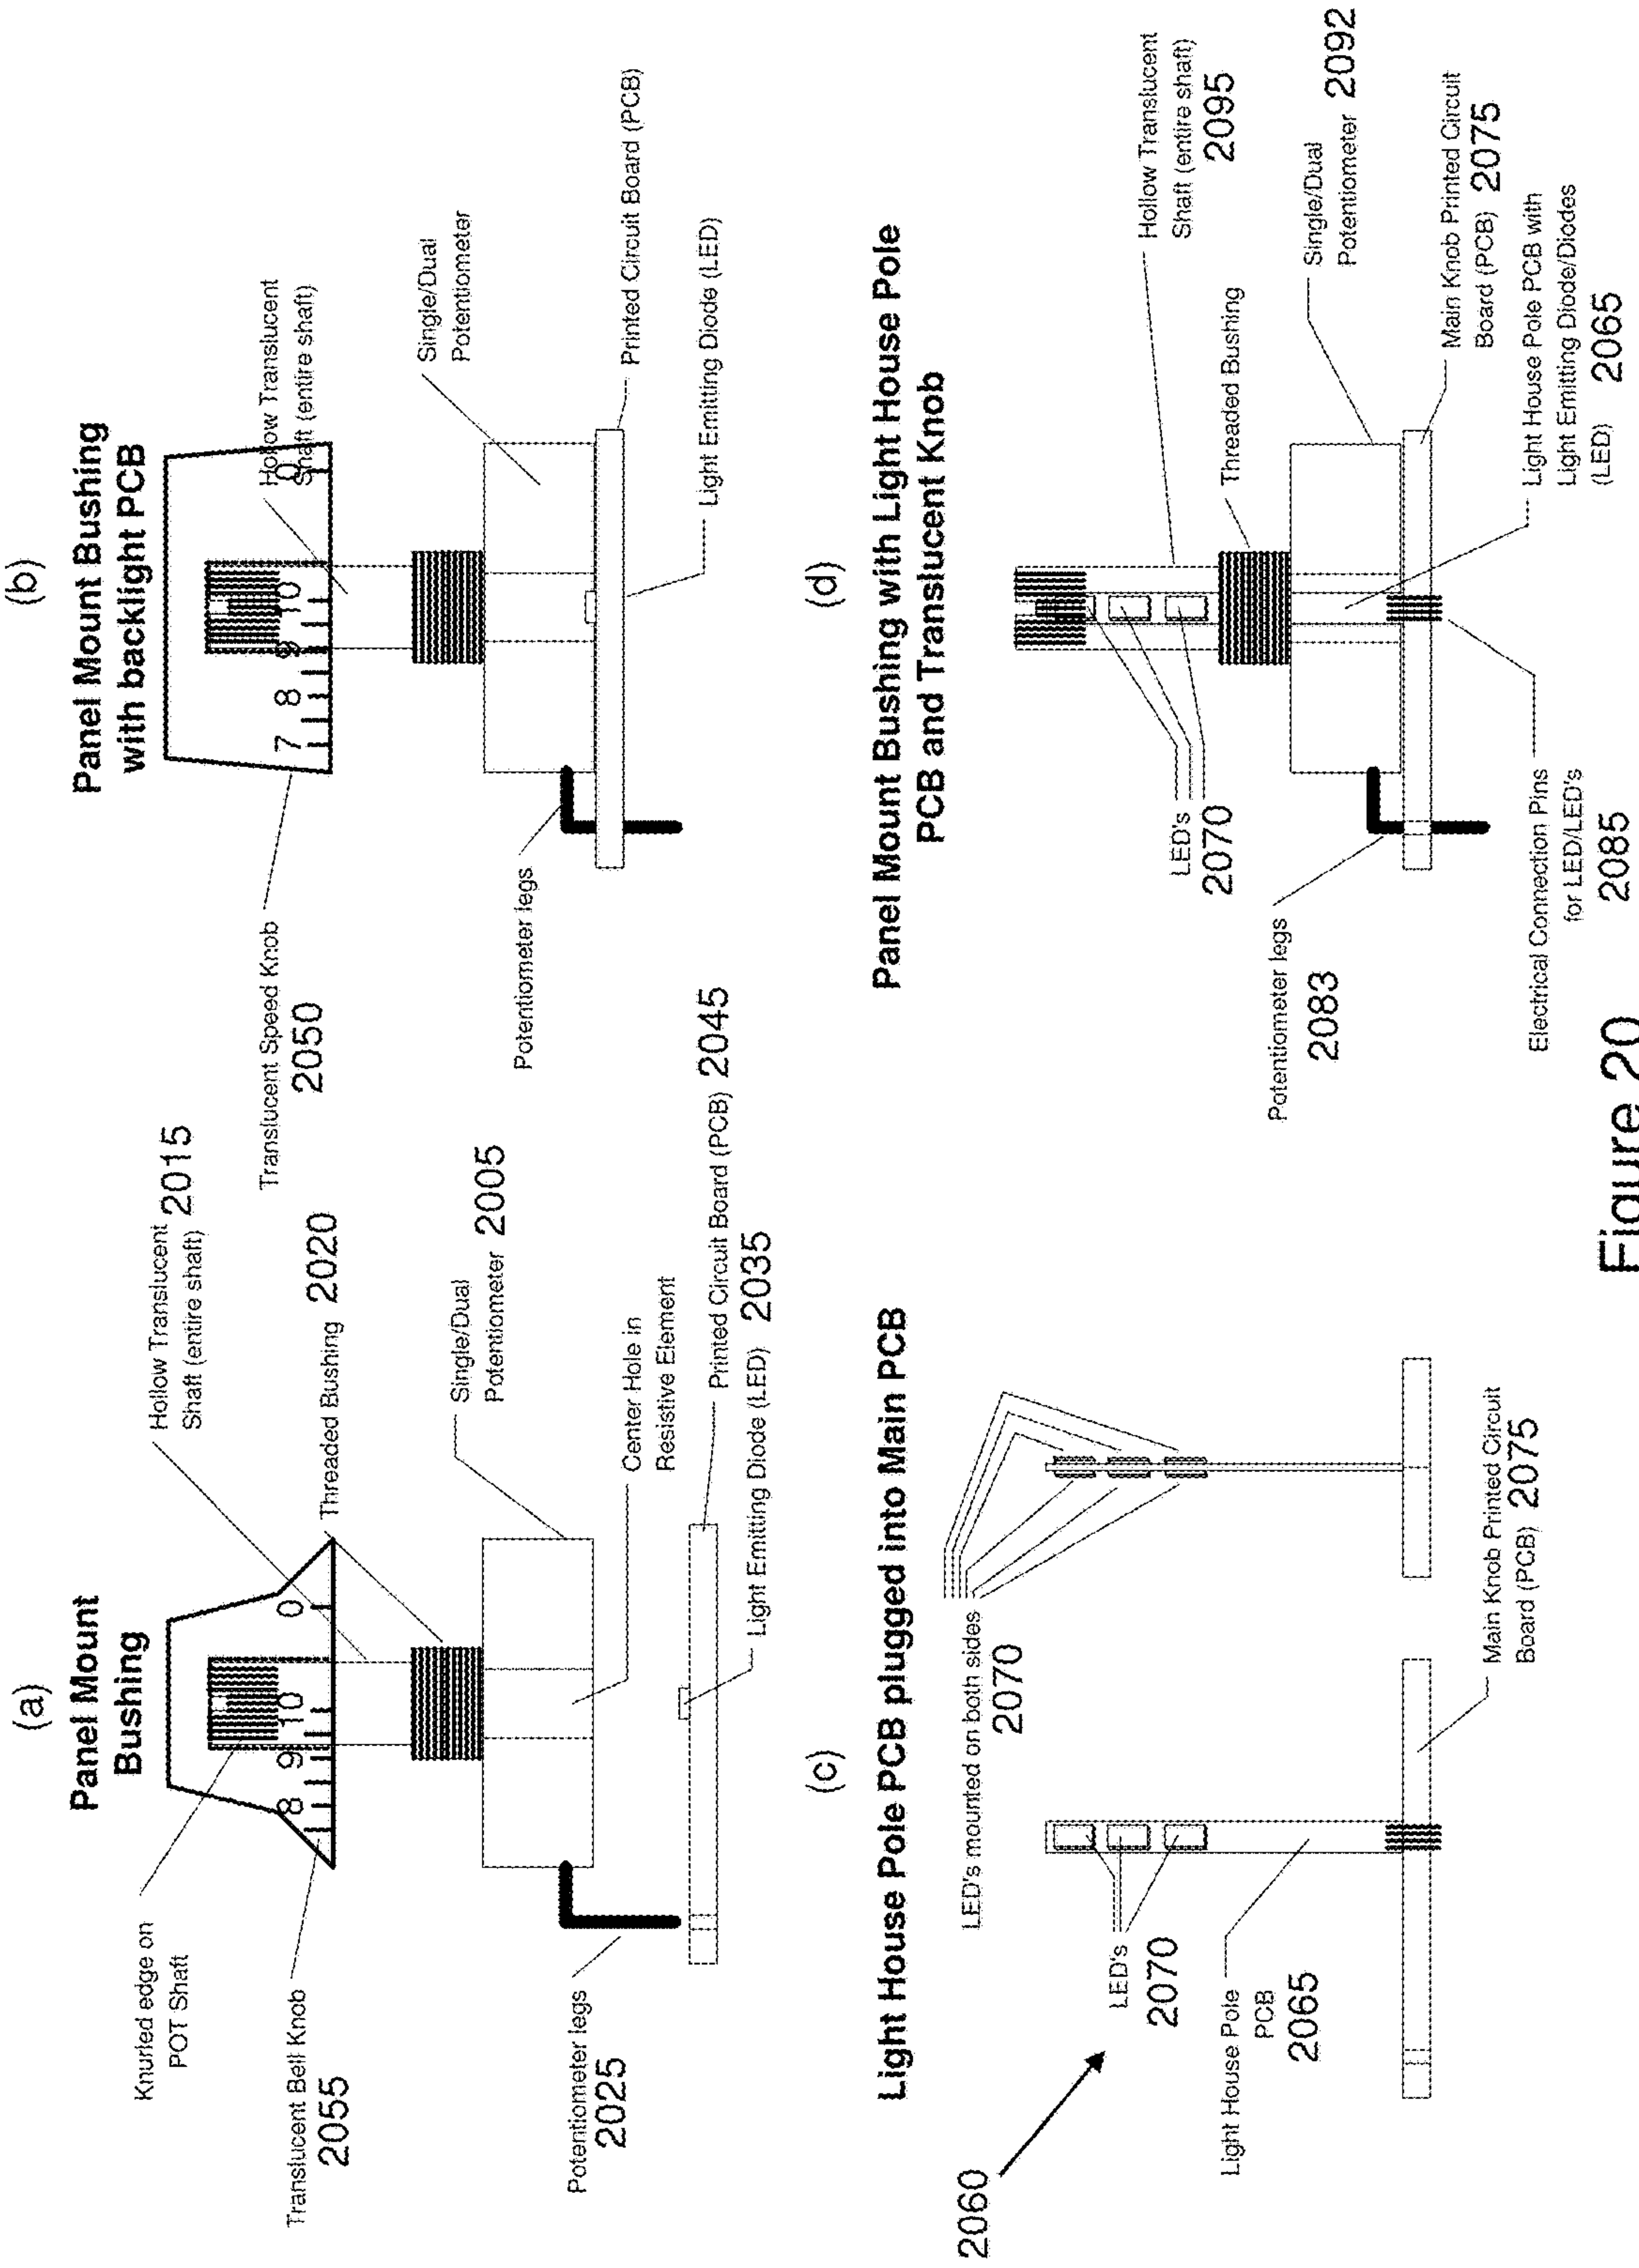 (a)
Panel Mount
Bushing
Knurled edge on
POT Shaft
Translucent Bell Knob
2055
8
9
10
0
Hollow Translucent
Shaft (entire shaft) 2015
Threaded Bushing 2020
Single/Dual
Potentiometer 2005
Center Hole in
Resistive Element
Potentiometer legs
2025
Printed Circuit Board (PCB) 2045
Light Emitting Diode (LED) 2035
(b)
Panel Mount Bushing
with backlight PCB
Translucent Speed Knob
2050
7
8
9
10
0
Hollow Translucent
Shaft (entire shaft)
Single/Dual
Potentiometer
Potentiometer legs
Printed Circuit Board (PCB)
Light Emitting Diode (LED)
(c)
Light House Pole PCB plugged into Main PCB
2060
LED's mounted on both sides
2070
LED's
2070
Light House Pole
PCB
2065
Main Knob Printed Circuit
Board (PCB) 2075
(d)
Panel Mount Bushing with Light House Pole
PCB and Translucent Knob
Hollow Translucent
Shaft (entire shaft)
2095
LED's
2070
Threaded Bushing
Single/Dual
Potentiometer 2092
Potentiometer legs
2083
Main Knob Printed Circuit
Board (PCB) 2075
Light House Pole PCB with
Light Emitting Diode/Diodes
(LED) 2065
Electrical Connection Pins
for LED/LED's
2085
Figure 20